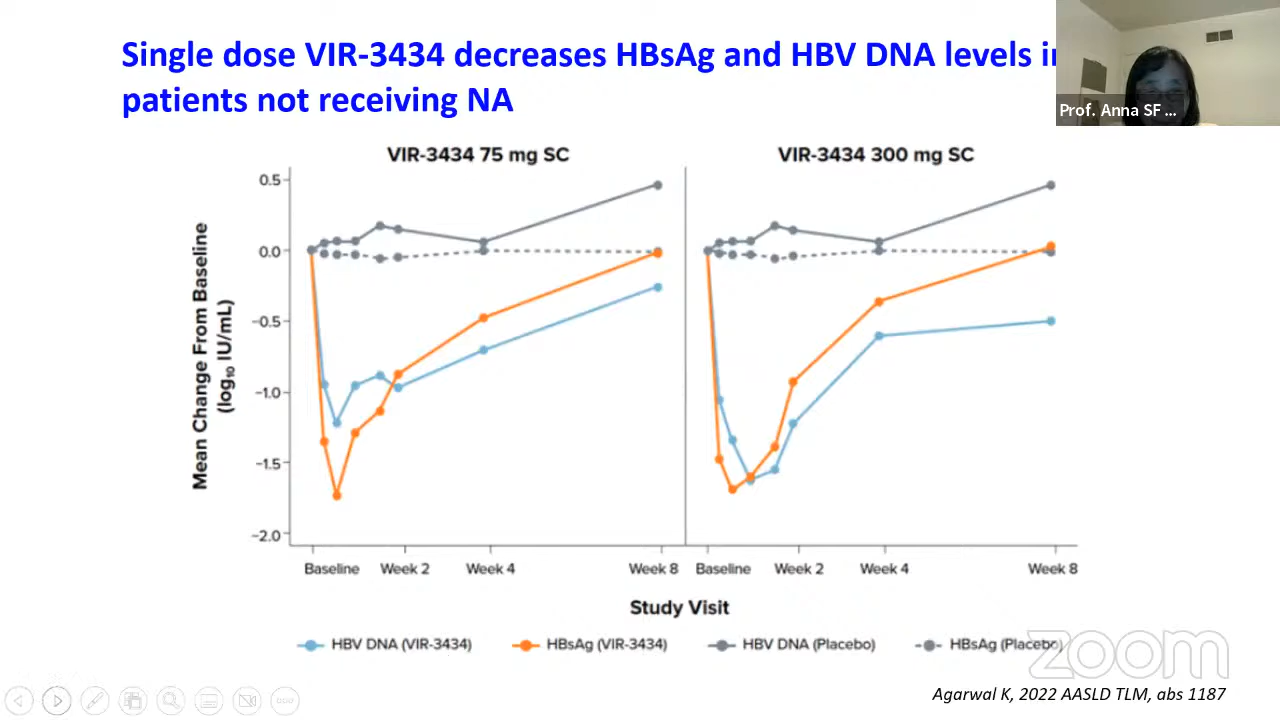 Single dose VIR-3434 decreases HBsAg and HBV DNA levels in
patients not receiving NA
Prof. Anna SF ...
VIR-3434 75 mg SC
VIR-3434 300 mg SC
Mean Change From Baseline
(log₁₀ IU/mL)
0.5
0.0
−0.5
−1.0
−1.5
−2.0
Baseline Week 2 Week 4 Week 8
Baseline Week 2 Week 4 Week 8
Study Visit
HBV DNA (VIR-3434) HBsAg (VIR-3434) HBV DNA (Placebo) HBsAg (Placebo)
zoom
Agarwal K, 2022 AASLD TLM, abs 1187